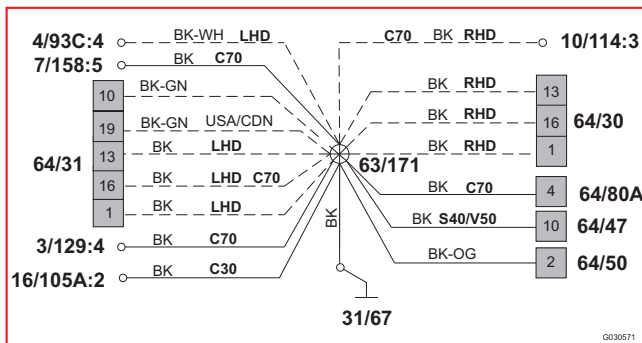 4/93C:4 BK-WH LHD C70 BK RHD 10/114:3
7/158:5 BK C70
10 BK-GN BK RHD 13
19 BK-GN USA/CDN BK RHD 16 64/30
64/31 13 BK LHD 63/171 BK RHD 1
16 BK LHD C70 BK C70 4 64/80A
1 BK LHD BK S40/V50 10 64/47
3/129:4 BK C70 BK BK-OG 2 64/50
16/105A:2 BK C30
31/67
G030571